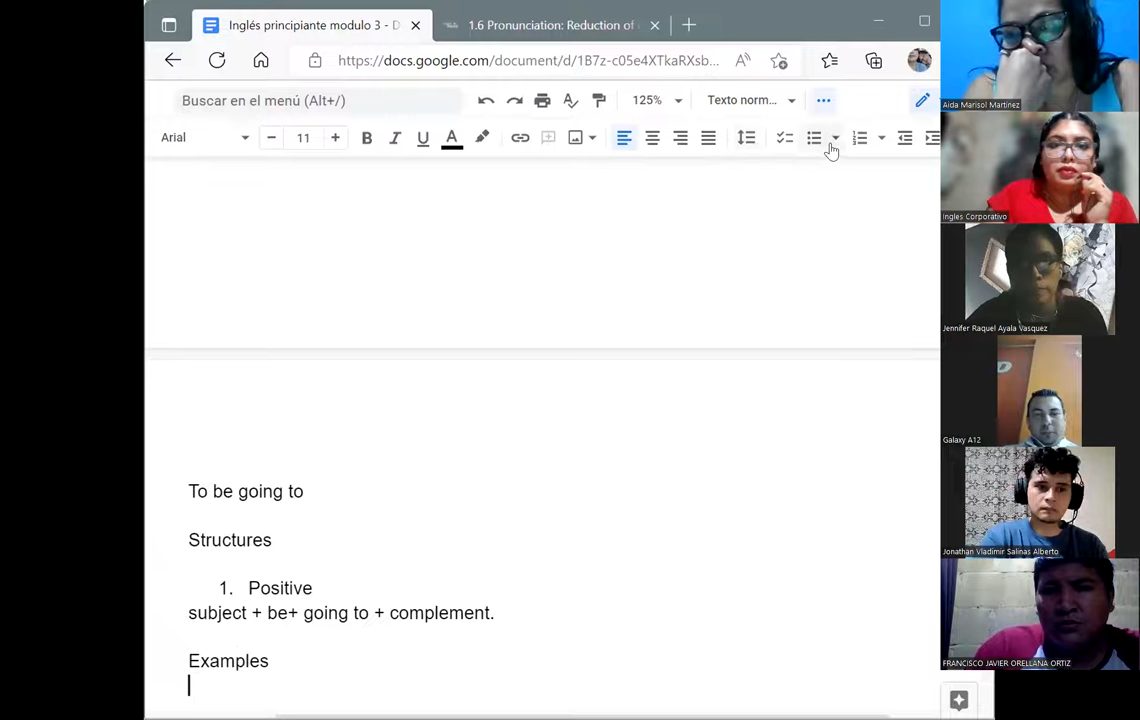 Inglés principiante modulo 3 - D
1.6 Pronunciation: Reduction of
https://docs.google.com/document/d/1B7z-c05e4XTkaRXsb...
Buscar en el menú (Alt+/)
125%
Texto norm...
Arial
11
B I U A
To be going to
Structures
1. Positive
subject + be+ going to + complement.
Examples
Aida Marisol Martinez
Ingles Corporativo
Jennifer Raquel Ayala Vasquez
Galaxy A12
Jonathan Vladimir Salinas Alberto
FRANCISCO JAVIER ORELLANA ORTIZ